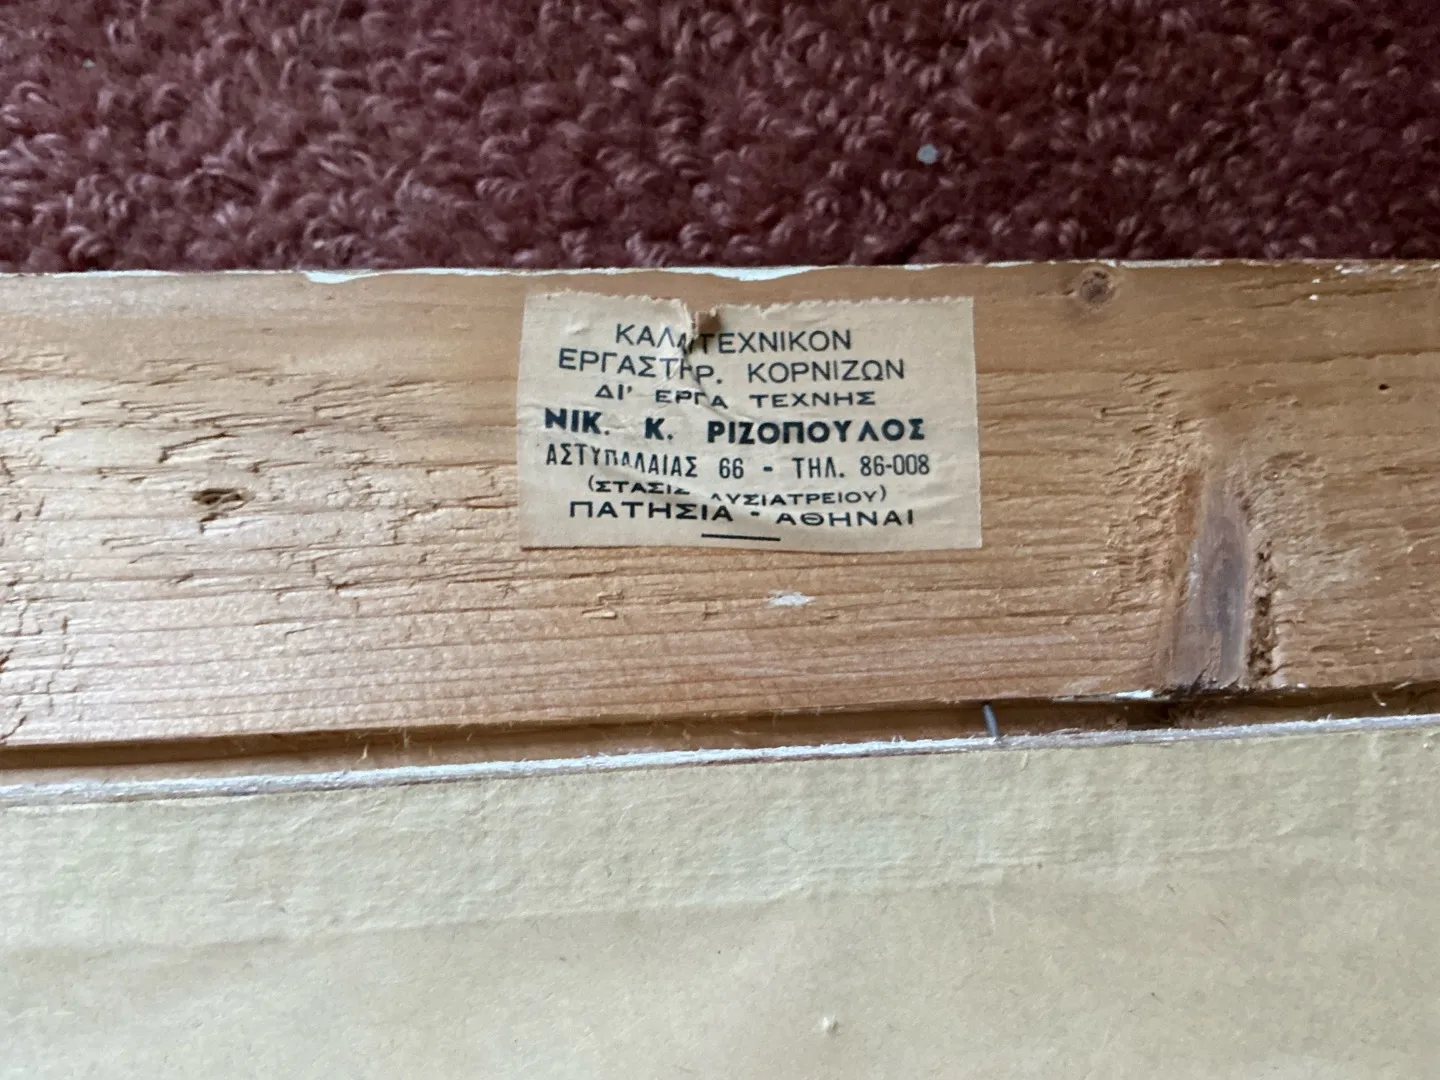 ΚΑΛΛΙΤΕΧΝΙΚΟΝ
ΕΡΓΑΣΤΗΡ. ΚΟΡΝΙΖΩΝ
ΔΙ' ΕΡΓΑ ΤΕΧΝΗΣ
ΝΙΚ. Κ. ΡΙΖΟΠΟΥΛΟΣ
ΑΣΤΥΠΑΛΑΙΑΣ 66 - ΤΗΛ. 86-008
(ΣΤΑΣΙΣ ΛΥΣΙΑΤΡΕΙΟΥ)
ΠΑΤΗΣΙΑ - ΑΘΗΝΑΙ